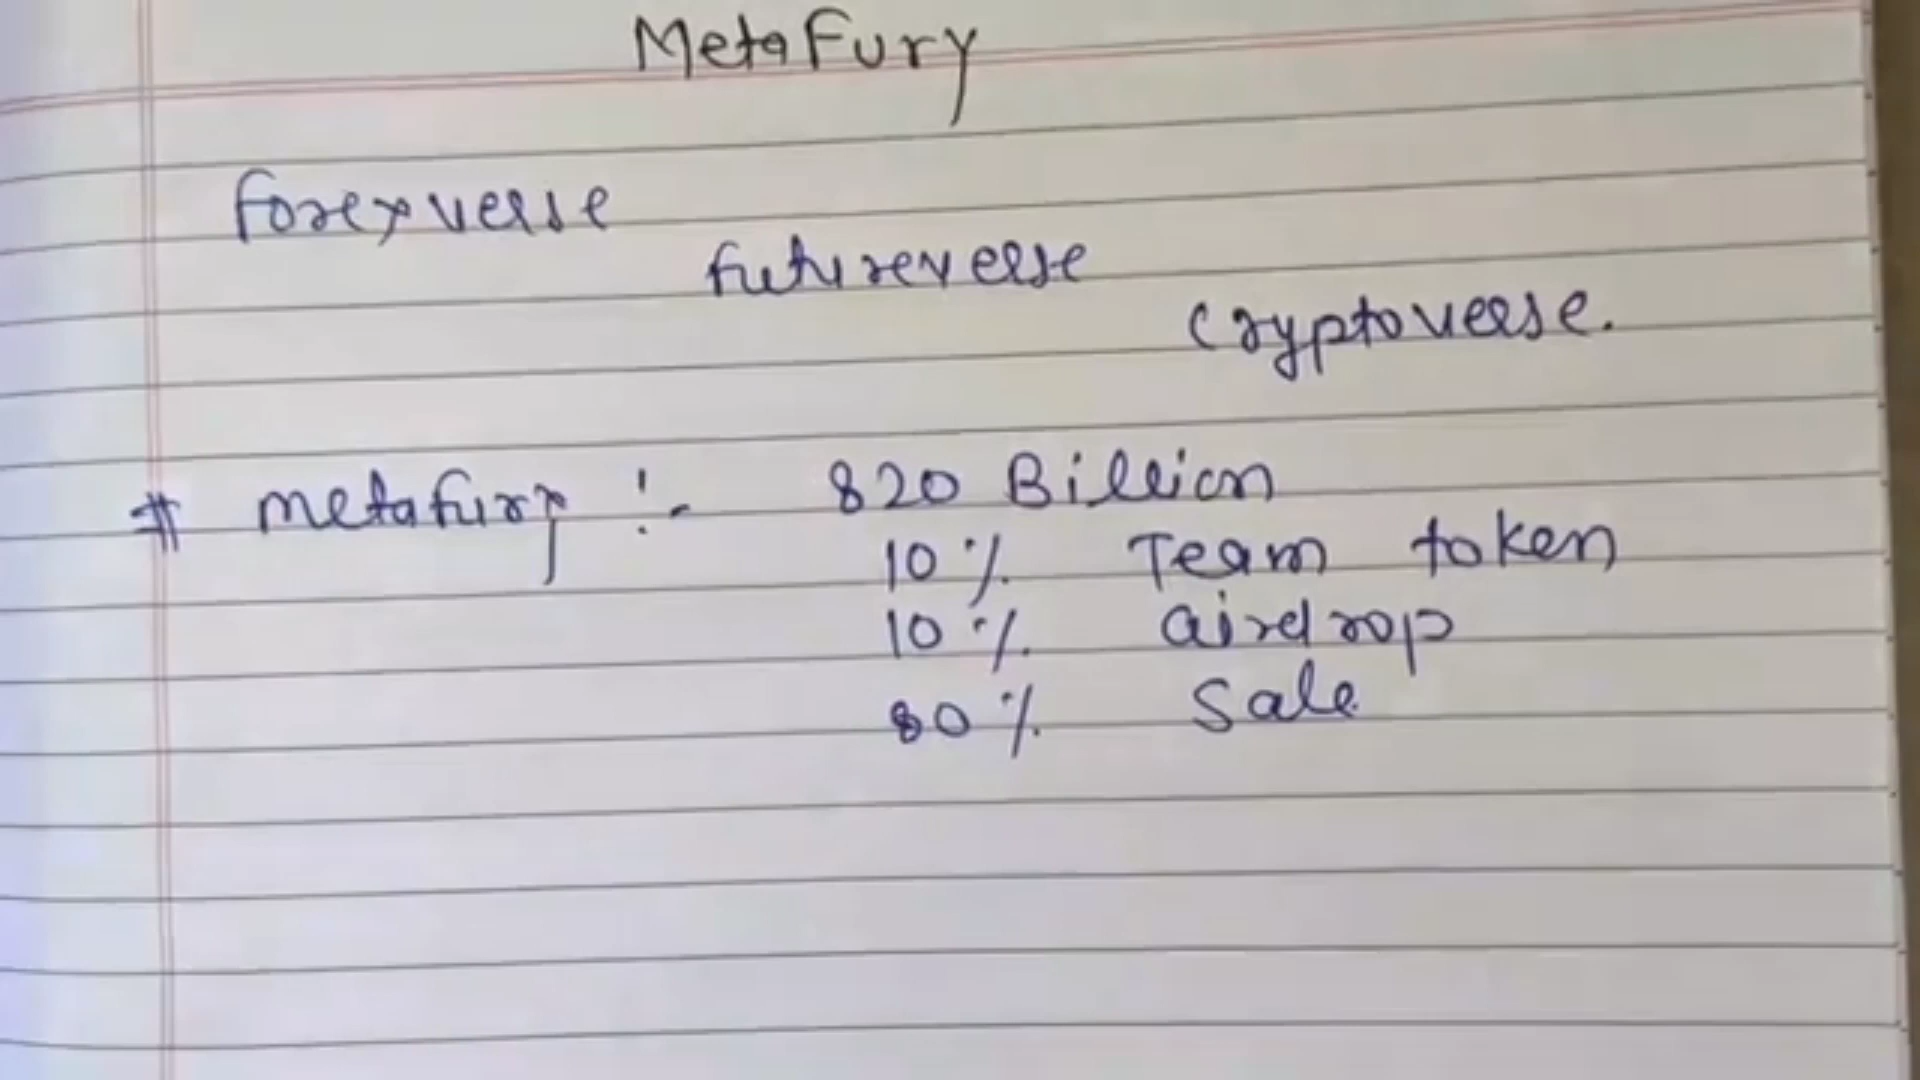 MetaFury
forexverse
futureverse
cryptoverse.
# metafury :- 820 Billion
10% Team token
10% airdrop
80% Sale